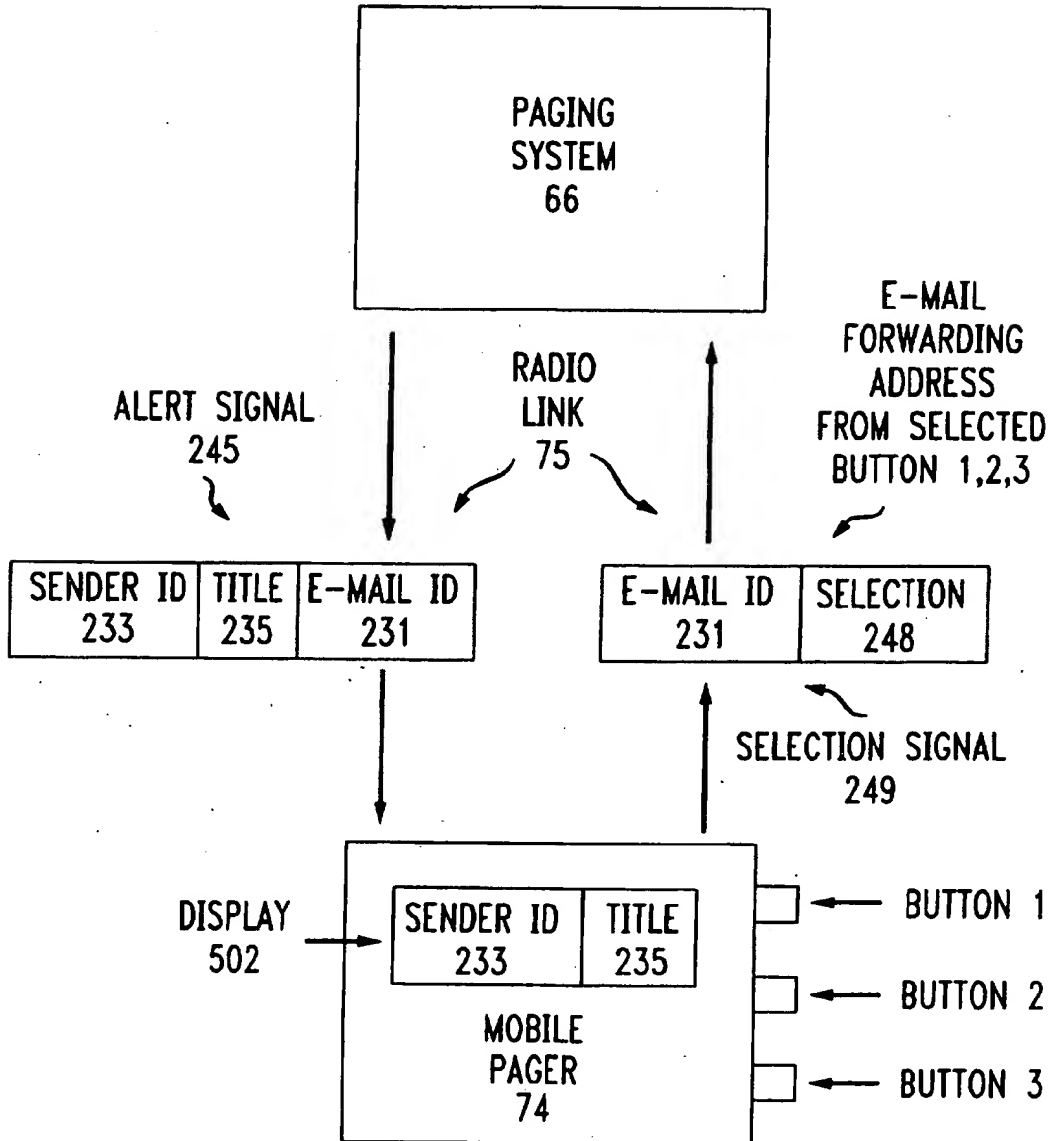 PAGING
SYSTEM
66
ALERT SIGNAL
245
RADIO
LINK
75
E-MAIL
FORWARDING
ADDRESS
FROM SELECTED
BUTTON 1,2,3
SENDER ID
233
TITLE
235
E-MAIL ID
231
E-MAIL ID
231
SELECTION
248
SELECTION SIGNAL
249
DISPLAY
502
SENDER ID
233
TITLE
235
MOBILE
PAGER
74
BUTTON 1
BUTTON 2
BUTTON 3